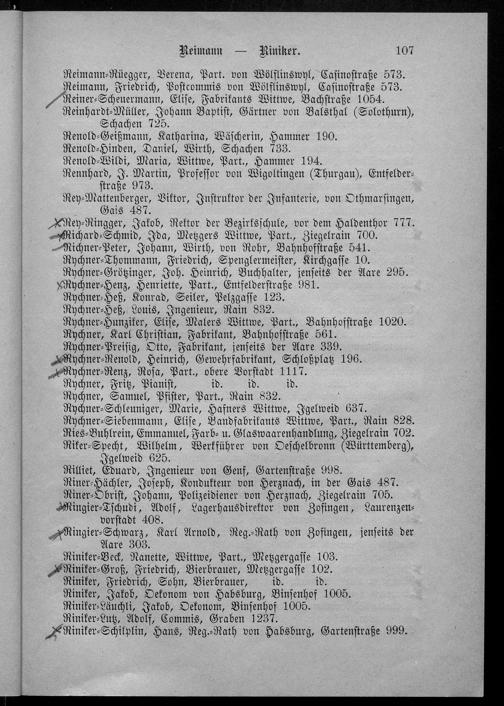 Reimann — Riniker. 107
Reimann-Rüegger, Verena, Part. von Wölflinswyl, Casinostraße 573.
Reimann, Friedrich, Postcommis von Wölflinswyl, Casinostraße 573.
Reiner-Scheuermann, Elise, Fabrikants Wittwe, Bachstraße 1054.
Reinhardt-Müller, Johann Baptist, Gärtner von Balsthal (Solothurn),
Schachen 725.
Renold-Geißmann, Katharina, Wäscherin, Hammer 190.
Renold-Hinden, Daniel, Wirth, Schachen 733.
Renold-Wildi, Maria, Wittwe, Part., Hammer 194.
Rennhard, J. Martin, Professor von Wigoltingen (Thurgau), Entfelder-
straße 973.
Rey-Mattenberger, Viktor, Instruktor der Infanterie, von Othmarsingen,
Gais 487.
Rey-Ringger, Jakob, Rektor der Bezirksschule, vor dem Haldenthor 777.
Richard-Schmid, Ida, Metzgers Wittwe, Part., Ziegelrain 700.
Richner-Peter, Johann, Wirth, von Rohr, Bahnhofstraße 541.
Rychner-Thommann, Friedrich, Spenglermeister, Kirchgasse 10.
Rychner-Grötzinger, Joh. Heinrich, Buchhalter, jenseits der Aare 295.
Rychner-Henz, Henriette, Part., Entfelderstraße 981.
Rychner-Heß, Konrad, Seiler, Pelzgasse 123.
Rychner-Heß, Louis, Ingenieur, Rain 832.
Rychner-Hunziker, Elise, Malers Wittwe, Part., Bahnhofstraße 1020.
Rychner, Karl Christian, Fabrikant, Bahnhofstraße 561.
Rychner-Preisig, Otto, Fabrikant, jenseits der Aare 339.
Rychner-Renold, Heinrich, Gewehrfabrikant, Schloßplatz 196.
Rychner-Renz, Rosa, Part., obere Vorstadt 1117.
Rychner, Fritz, Pianist, id. id. id.
Rychner, Samuel, Pfister, Part., Rain 832.
Rychner-Schleuniger, Marie, Hafners Wittwe, Igelweid 637.
Rychner-Siebenmann, Elise, Bandfabrikants Wittwe, Part., Rain 828.
Ries-Buhlrein, Emmanuel, Farb- u. Glaswaarenhandlung, Ziegelrain 702.
Riker-Specht, Wilhelm, Werkführer von Oeschelbronn (Württemberg),
Igelweid 625.
Rilliet, Eduard, Ingenieur von Genf, Gartenstraße 998.
Riner-Hächler, Joseph, Kondukteur von Herznach, in der Gais 487.
Riner-Obrist, Johann, Polizeidiener von Herznach, Ziegelrain 705.
Ringier-Tschudi, Adolf, Lagerhausdirektor von Zofingen, Laurenzen-
vorstadt 408.
Ringier-Schwarz, Karl Arnold, Reg.-Rath von Zofingen, jenseits der
Aare 303.
Riniker-Beck, Nanette, Wittwe, Part., Metzgergasse 103.
Riniker-Groß, Friedrich, Bierbrauer, Metzgergasse 102.
Riniker, Friedrich, Sohn, Bierbrauer, id. id.
Riniker, Jakob, Oekonom von Habsburg, Binsenhof 1005.
Riniker-Läuchli, Jakob, Oekonom, Binsenhof 1005.
Riniker-Lutz, Adolf, Commis, Graben 1237.
Riniker-Schilplin, Hans, Reg.-Rath von Habsburg, Gartenstraße 999.